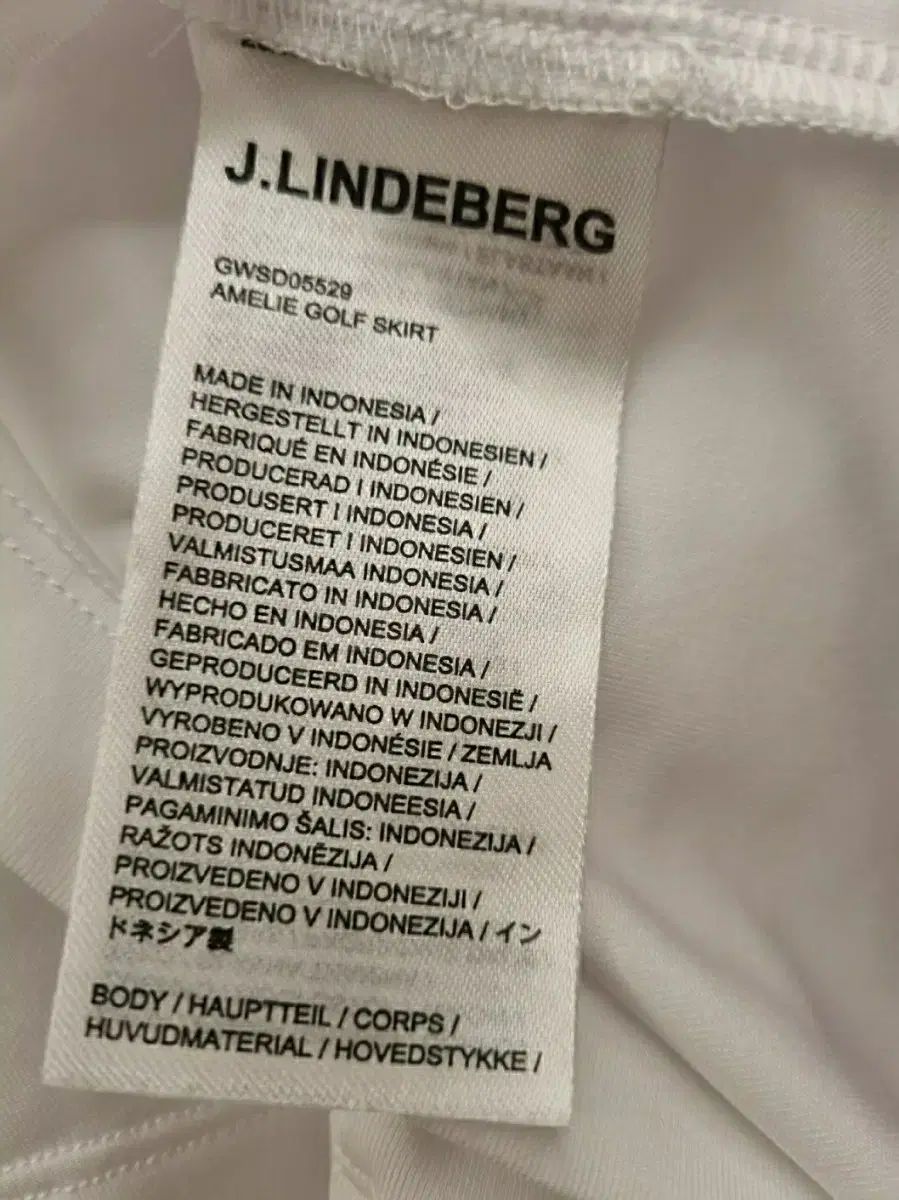 J.LINDEBERG
GWSD05529
AMELIE GOLF SKIRT
MADE IN INDONESIA /
HERGESTELLT IN INDONESIEN /
FABRIQUÉ EN INDONÉSIE /
PRODUCERAD I INDONESIEN /
PRODUSERT I INDONESIA /
PRODUCERET I INDONESIEN /
VALMISTUSMAA INDONESIA /
FABBRICATO IN INDONESIA /
HECHO EN INDONESIA /
FABRICADO EM INDONESIA /
GEPRODUCEERD IN INDONESIË /
WYPRODUKOWANO W INDONEZJI /
VYROBENO V INDONÉSIE / ZEMLJA
PROIZVODNJE: INDONEZIJA /
VALMISTATUD INDONEESIA /
PAGAMINIMO ŠALIS: INDONEZIJA /
RAŽOTS INDONĒZIJA /
PROIZVEDENO V INDONEZIJI /
PROIZVEDENO V INDONEZIJA / イン
ドネシア製
BODY / HAUPTTEIL / CORPS /
HUVUDMATERIAL / HOVEDSTYKKE /